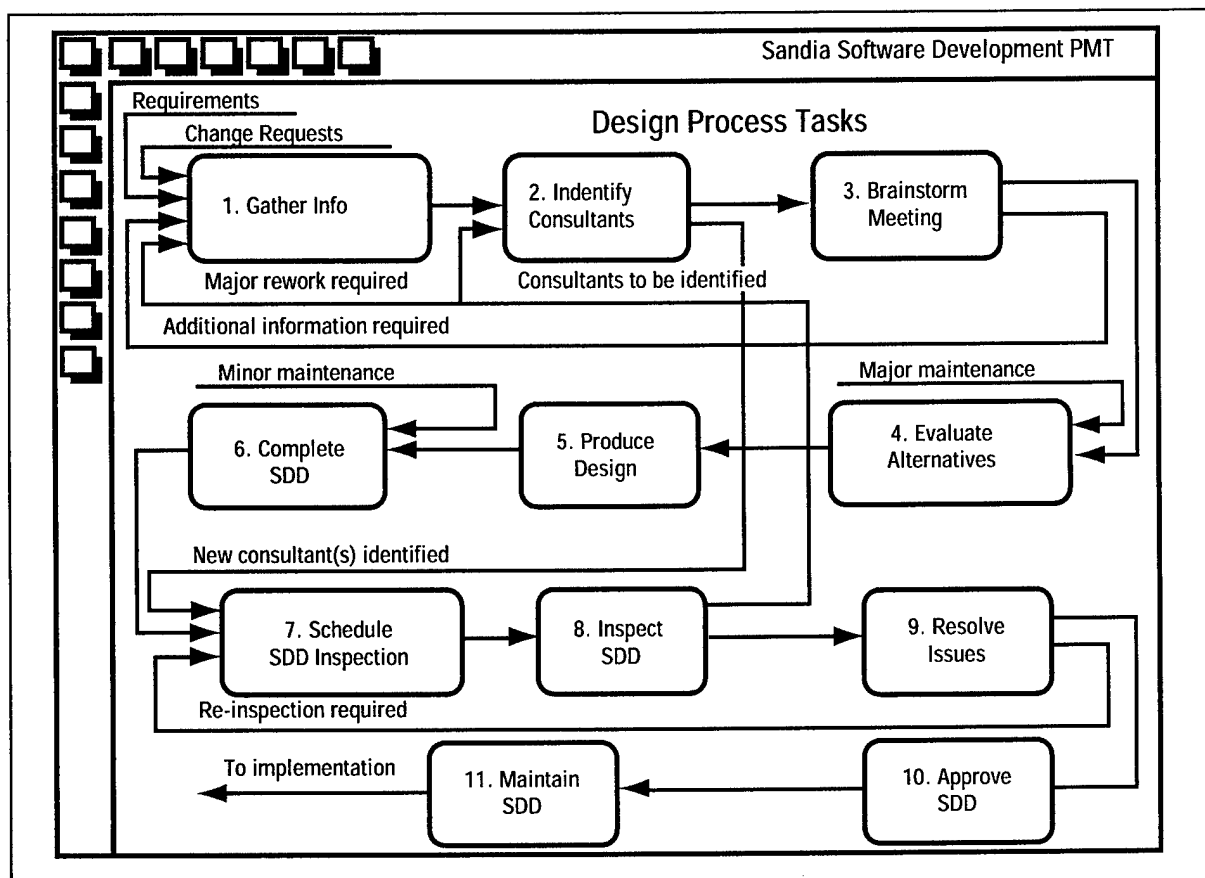 Sandia Software Development PMT
Requirements
Design Process Tasks
Change Requests
1. Gather Info
2. Indentify
Consultants
3. Brainstorm
Meeting
Major rework required
Consultants to be identified
Additional information required
Minor maintenance
Major maintenance
6. Complete
SDD
5. Produce
Design
4. Evaluate
Alternatives
New consultant(s) identified
7. Schedule
SDD Inspection
8. Inspect
SDD
9. Resolve
Issues
Re-inspection required
To implementation
11. Maintain
SDD
10. Approve
SDD